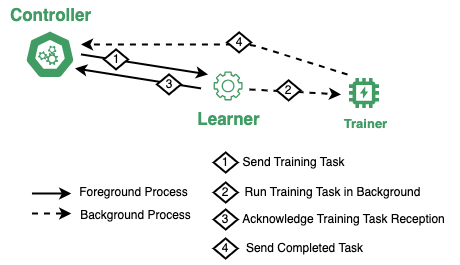 Controller
4
1
3
2
Learner
Trainer
1 Send Training Task
Foreground Process
2 Run Training Task in Background
Background Process
3 Acknowledge Training Task Reception
4 Send Completed Task